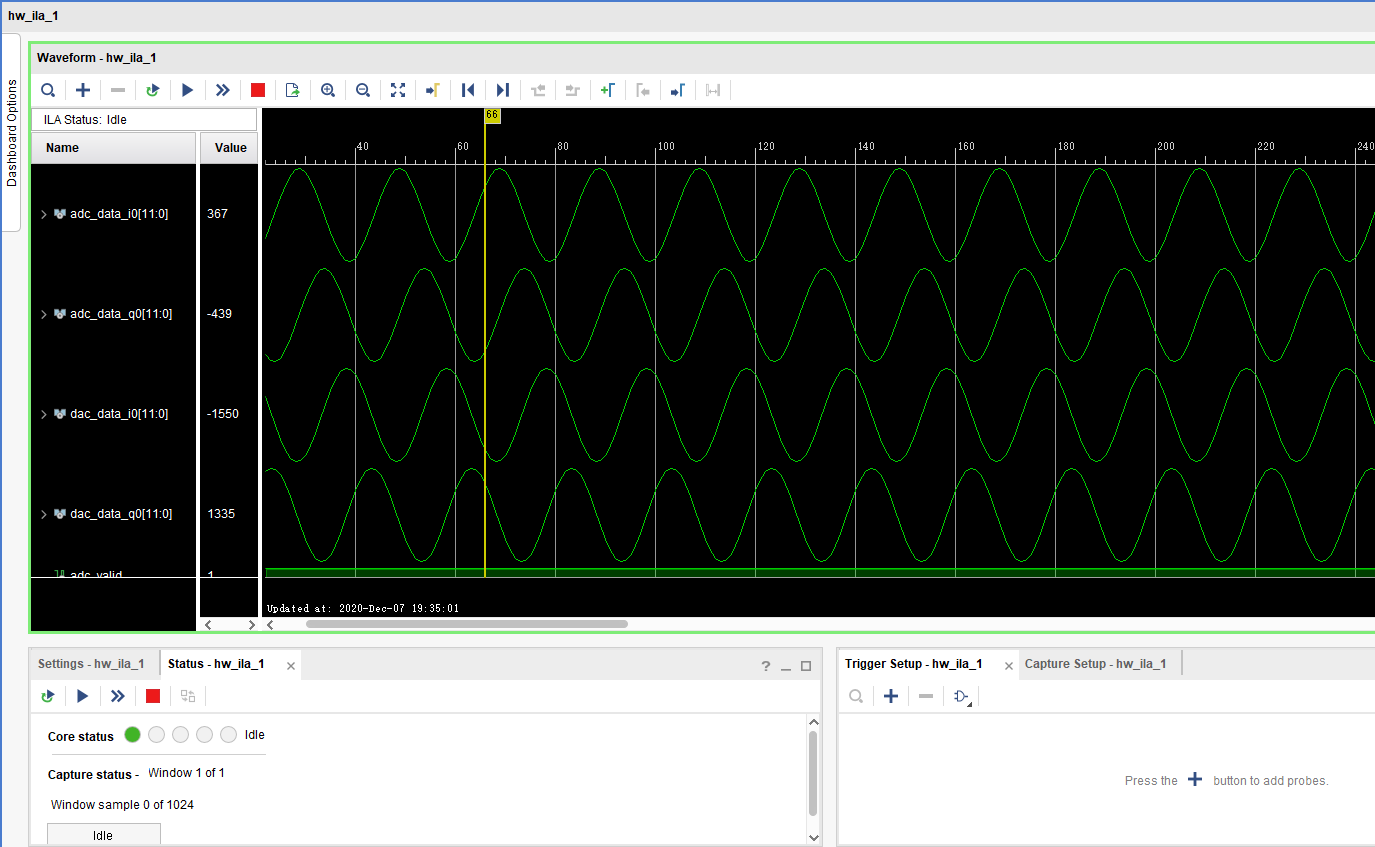 hw_ila_1
Dashboard Options
Waveform - hw_ila_1
ILA Status: Idle
Name
Value
66
40
60
80
100
120
140
160
180
200
220
240
adc_data_i0[11:0]
367
adc_data_q0[11:0]
-439
dac_data_i0[11:0]
-1550
dac_data_q0[11:0]
1335
adc_valid
1
Updated at: 2020-Dec-07 19:35:01
Settings - hw_ila_1
Status - hw_ila_1
?
Core status
Idle
Capture status - Window 1 of 1
Window sample 0 of 1024
Idle
Trigger Setup - hw_ila_1
Capture Setup - hw_ila_1
Press the + button to add probes.